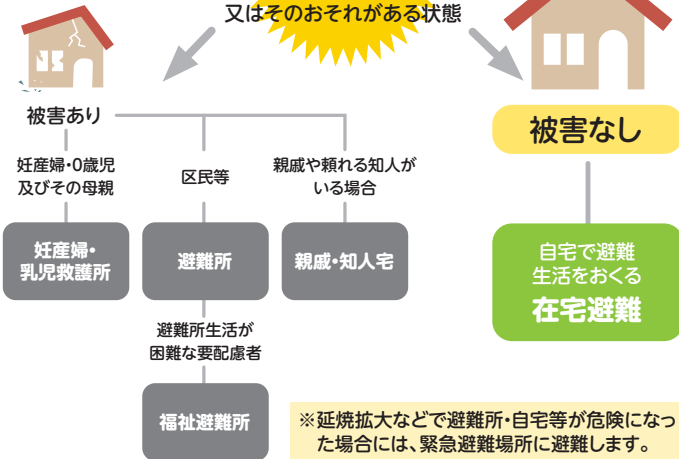 又はそのおそれがある状態
被害あり
被害なし
妊産婦・0歳児
及びその母親
区民等
親戚や頼れる知人が
いる場合
妊産婦・
乳児救護所
避難所
親戚・知人宅
自宅で避難
生活をおくる
在宅避難
避難所生活が
困難な要配慮者
福祉避難所
※延焼拡大などで避難所・自宅等が危険になっ
た場合には、緊急避難場所に避難します。